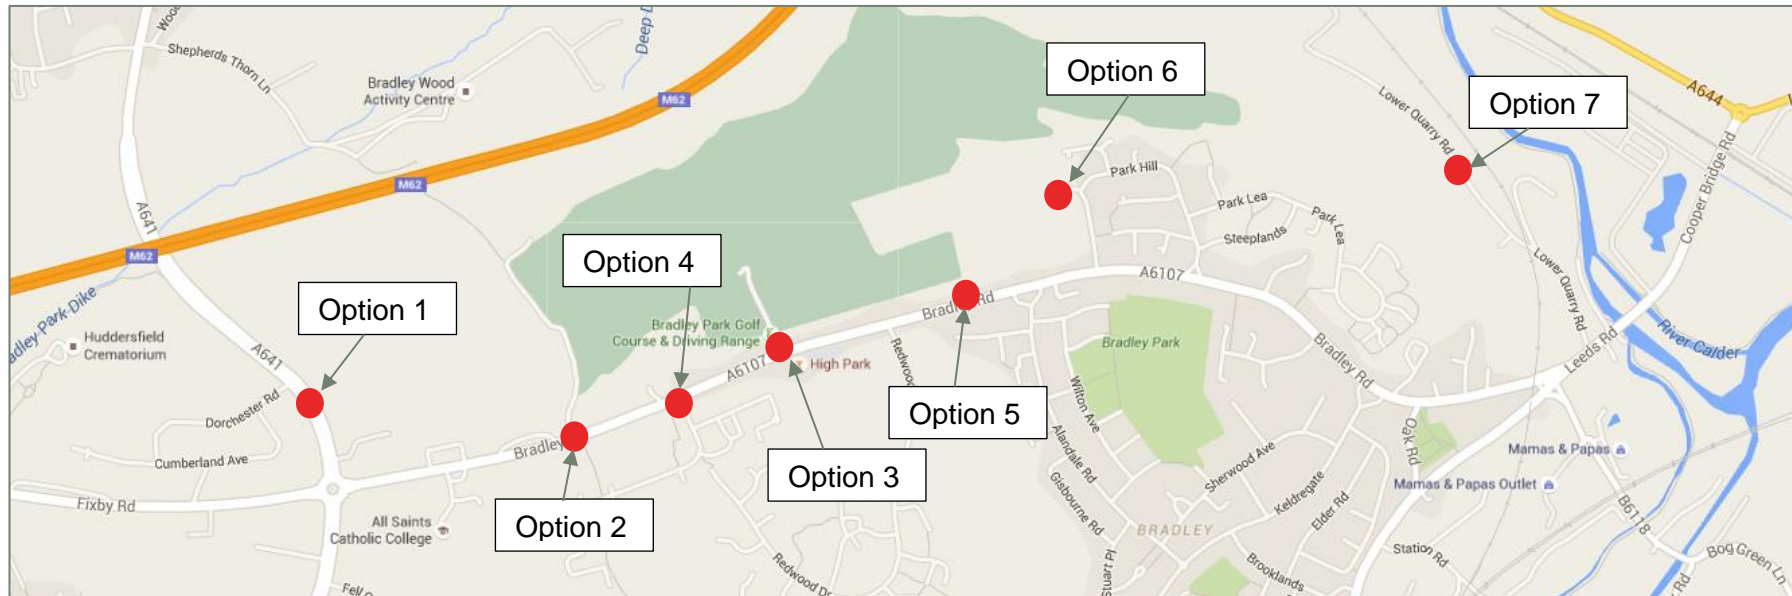 Shepherds Thorn Ln
Bradley Wood
Activity Centre
M62
A644
Option 6
Option 7
Lower Quarry Rd
Cooper Bridge Rd
M62
Park Hill
A641
Park Lea
Park Lea
Steeplands
M62
Option 4
A6107
Lower Quarry Rd
Option 1
Bradley Park Dike
Huddersfield
Crematorium
A641
Bradley Park Golf
Course & Driving Range
Rd
Bradley Park
Bradley Rd
Leeds Rd
River Calder
A6107
High Park
Redwood
Option 5
Dorchester Rd
Wilton Ave
Alandale Rd
Oak Rd
Cumberland Ave
Bradley
Option 3
Sherwood Ave
Mamas & Papas
Mamas & Papas Outlet
Fixby Rd
Gisbourne Rd
Keldregate
Elder Rd
All Saints
Catholic College
Option 2
BRADLEY
B6118
Station Rd
Bog Green Ln
Redwood Dr
Brooklands
Stuart Pl
Rd